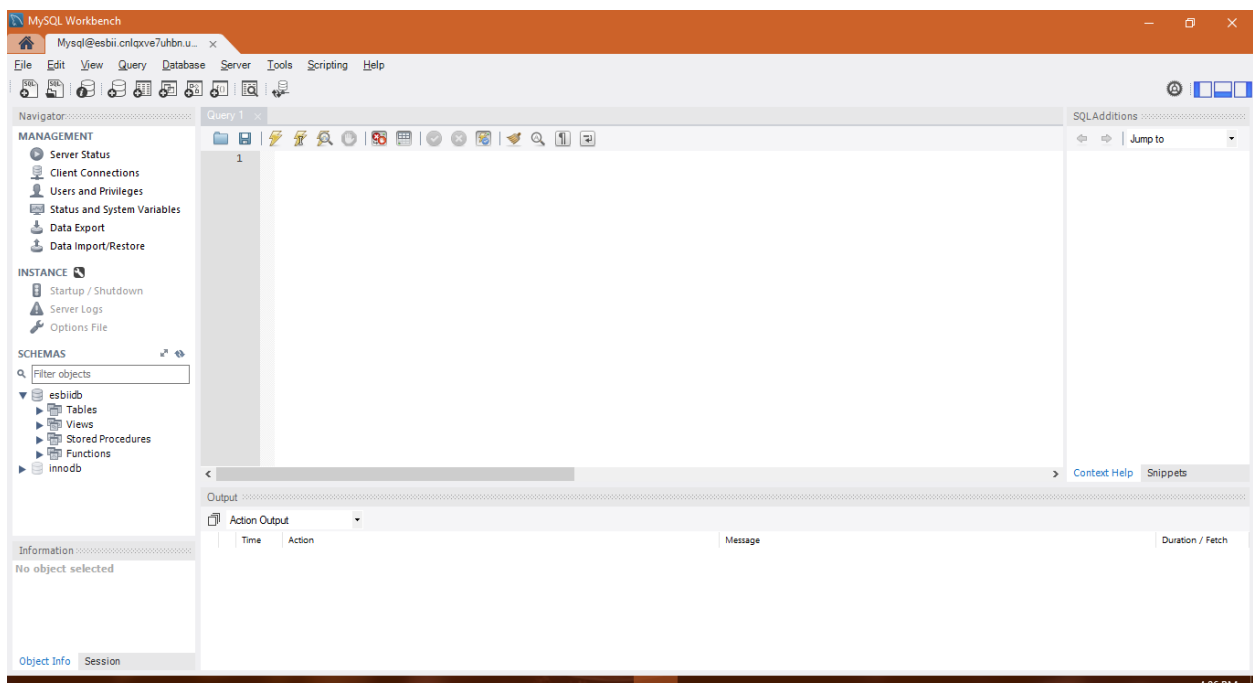 MySQL Workbench
Mysql@esbii.cnlqxve7uhbn.u... ×
File Edit View Query Database Server Tools Scripting Help
Navigator
Query 1 ×
SQLAdditions
MANAGEMENT
Jump to
Server Status
1
Client Connections
Users and Privileges
Status and System Variables
Data Export
Data Import/Restore
INSTANCE
Startup / Shutdown
Server Logs
Options File
SCHEMAS
Filter objects
esbiidb
Tables
Views
Stored Procedures
Functions
innodb
Context Help Snippets
Output
Action Output
Time Action Message Duration / Fetch
Information
No object selected
Object Info Session